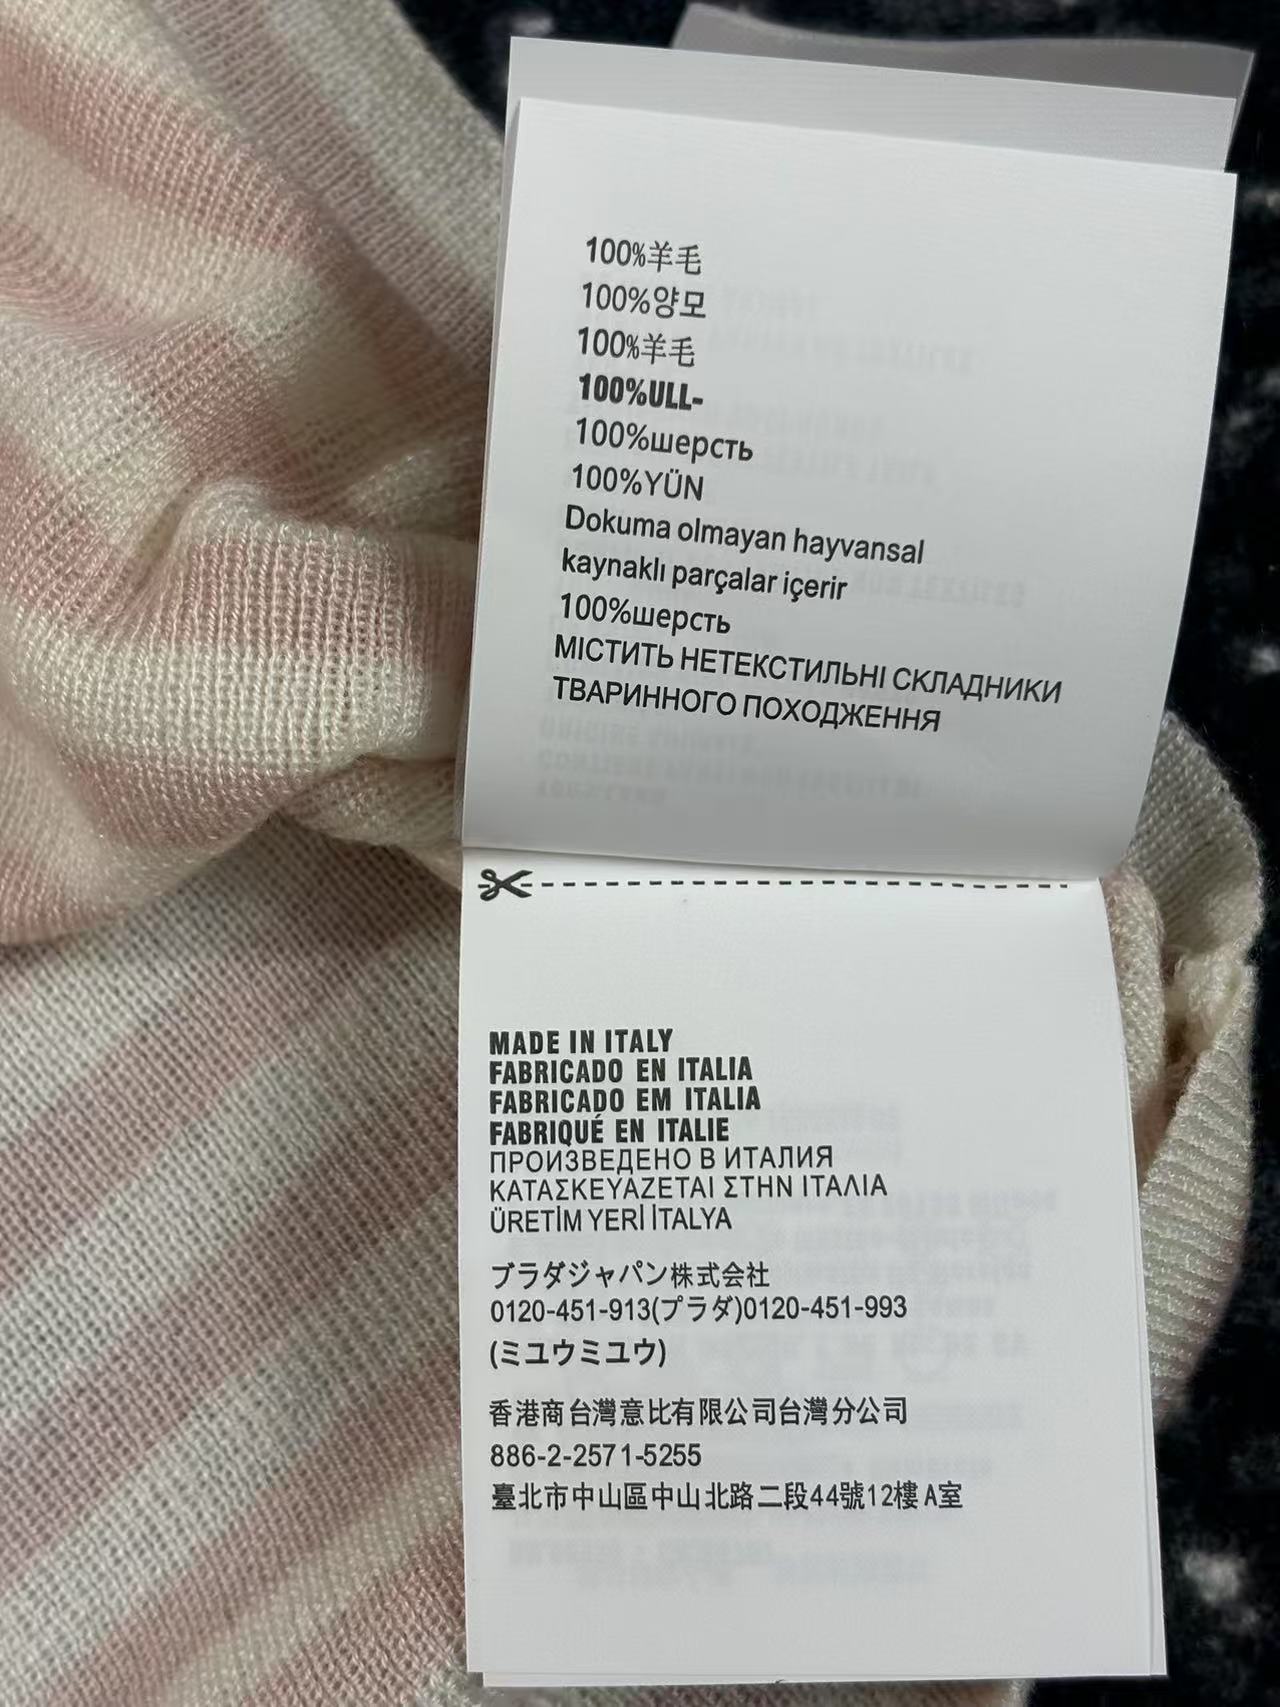 100%羊毛
100%양모
100%羊毛
100%ULL-
100%шерсть
100%YÜN
Dokuma olmayan hayvansal
kaynaklı parçalar içerir
100%шерсть
МІСТИТЬ НЕТЕКСТИЛЬНІ СКЛАДНИКИ
ТВАРИННОГО ПОХОДЖЕННЯ
MADE IN ITALY
FABRICADO EN ITALIA
FABRICADO EM ITALIA
FABRIQUÉ EN ITALIE
ПРОИЗВЕДЕНО В ИТАЛИЯ
ΚΑΤΑΣΚΕΥΑΖΕΤΑΙ ΣΤΗΝ ΙΤΑΛΙΑ
ÜRETİM YERİ İTALYA
ブラダジャパン株式会社
0120-451-913(プラダ)0120-451-993
(ミユウミユウ)
香港商台灣意比有限公司台灣分公司
886-2-2571-5255
臺北市中山區中山北路二段44號12樓A室